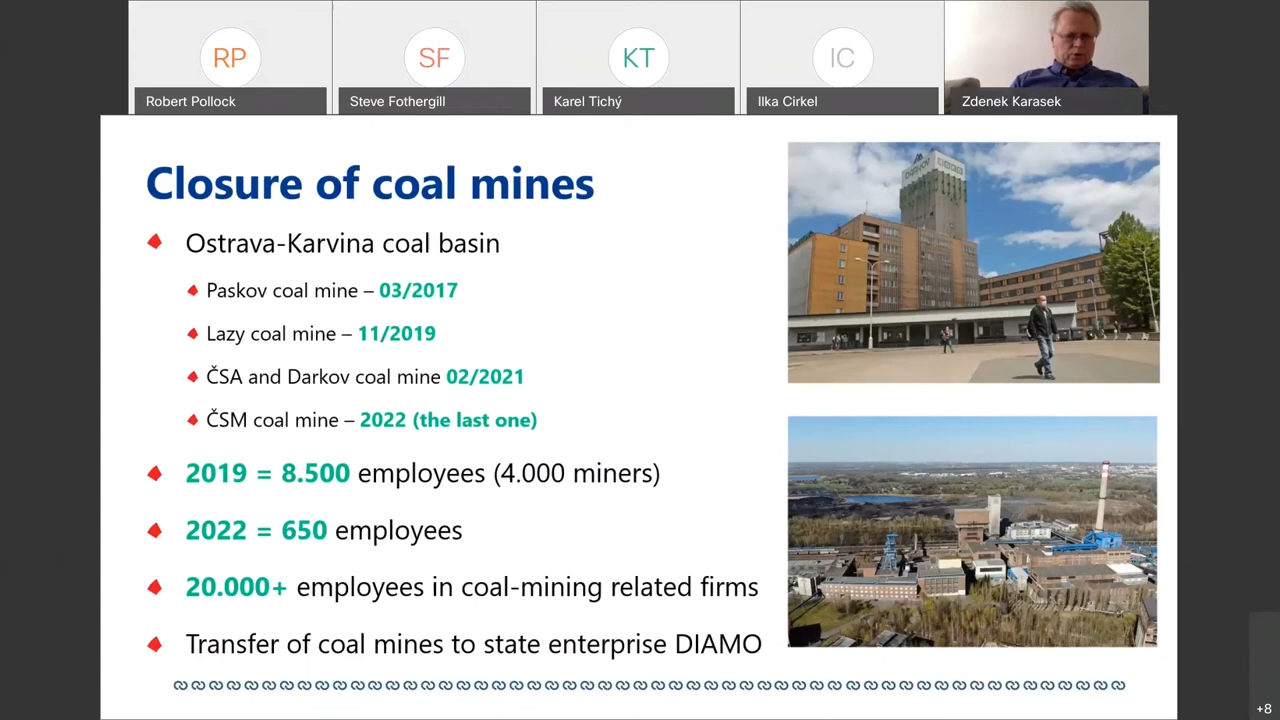 RP
SF
KT
IC
Robert Pollock
Steve Fothergill
Karel Tichý
Ilka Cirkel
Zdenek Karasek
Closure of coal mines
Ostrava-Karvina coal basin
Paskov coal mine – 03/2017
Lazy coal mine – 11/2019
ČSA and Darkov coal mine 02/2021
ČSM coal mine – 2022 (the last one)
2019 = 8.500 employees (4.000 miners)
2022 = 650 employees
20.000+ employees in coal-mining related firms
Transfer of coal mines to state enterprise DIAMO
+8